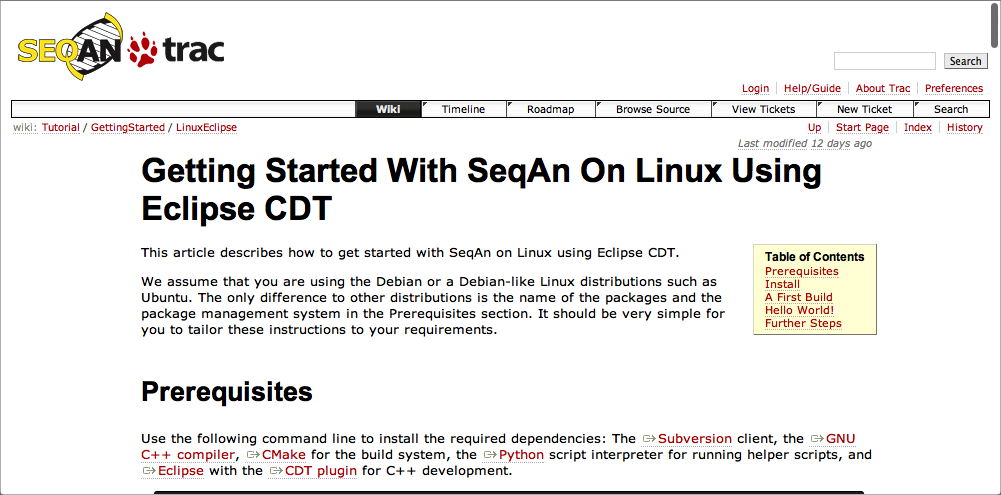 SEQAN trac
Search
Login Help/Guide About Trac Preferences
Wiki Timeline Roadmap Browse Source View Tickets New Ticket Search
wiki: Tutorial / GettingStarted / LinuxEclipse Up Start Page Index History
Last modified 12 days ago
Getting Started With SeqAn On Linux Using
Eclipse CDT
This article describes how to get started with SeqAn on Linux using Eclipse CDT.
We assume that you are using the Debian or a Debian-like Linux distributions such as
Ubuntu. The only difference to other distributions is the name of the packages and the
package management system in the Prerequisites section. It should be very simple for
you to tailor these instructions to your requirements.
Table of Contents
Prerequisites
Install
A First Build
Hello World!
Further Steps
Prerequisites
Use the following command line to install the required dependencies: The Subversion client, the GNU
C++ compiler, CMake for the build system, the Python script interpreter for running helper scripts, and
Eclipse with the CDT plugin for C++ development.